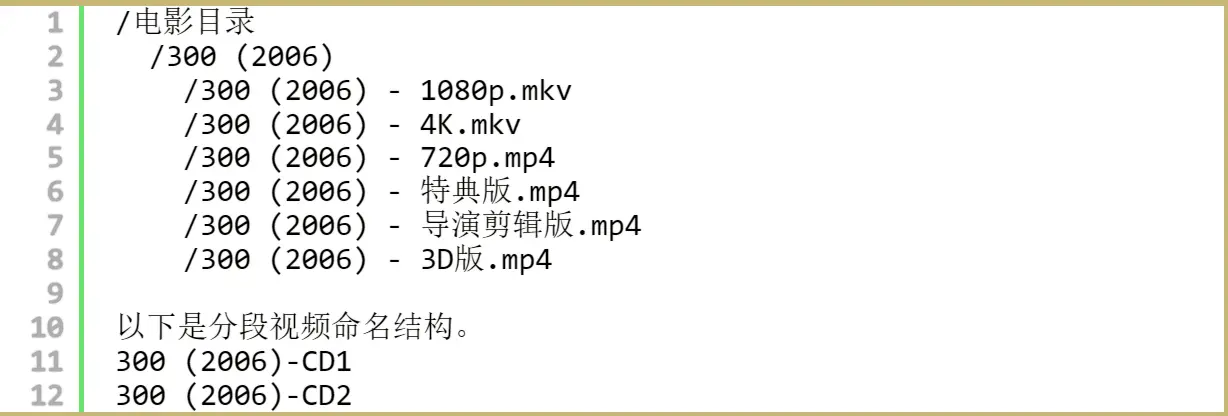 1 /电影目录
2 /300 (2006)
3 /300 (2006) - 1080p.mkv
4 /300 (2006) - 4K.mkv
5 /300 (2006) - 720p.mp4
6 /300 (2006) - 特典版.mp4
7 /300 (2006) - 导演剪辑版.mp4
8 /300 (2006) - 3D版.mp4
9
10 以下是分段视频命名结构。
11 300 (2006)-CD1
12 300 (2006)-CD2